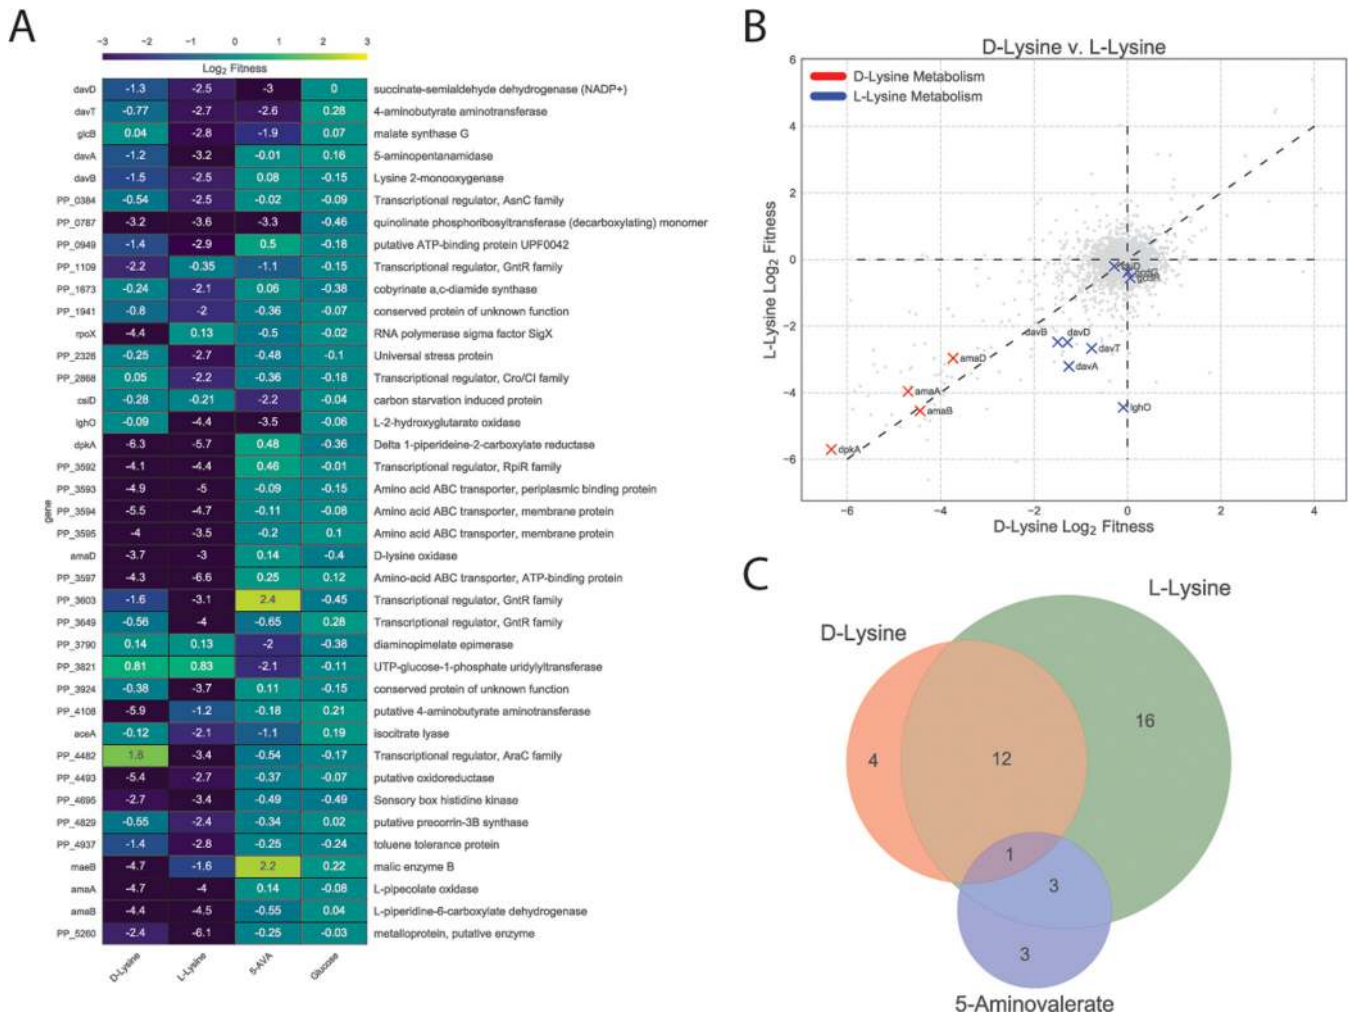 A
-3 -2 -1 0 1 2 3
Log2 Fitness
gene
davD -1.3 -2.5 -3 0 succinate-semialdehyde dehydrogenase (NADP+)
davT -0.77 -2.7 -2.6 0.28 4-aminobutyrate aminotransferase
glcB 0.04 -2.8 -1.9 0.07 malate synthase G
davA -1.2 -3.2 -0.01 0.16 5-aminopentanamidase
davB -1.5 -2.5 0.08 -0.15 Lysine 2-monooxygenase
PP_0384 -0.54 -2.5 -0.02 -0.09 Transcriptional regulator, AsnC family
PP_0787 -3.2 -3.6 -3.3 -0.46 quinolinate phosphoribosyltransferase (decarboxylating) monomer
PP_0949 -1.4 -2.9 0.5 -0.18 putative ATP-binding protein UPF0042
PP_1109 -2.2 -0.35 -1.1 -0.15 Transcriptional regulator, GntR family
PP_1673 -0.24 -2.1 0.06 -0.38 cobyrinate a,c-diamide synthase
PP_1941 -0.8 -2 -0.36 -0.07 conserved protein of unknown function
rpoX -4.4 0.13 -0.5 -0.02 RNA polymerase sigma factor SigX
PP_2326 -0.25 -2.7 -0.48 -0.1 Universal stress protein
PP_2868 0.05 -2.2 -0.36 -0.18 Transcriptional regulator, Cro/CI family
csiD -0.28 -0.21 -2.2 -0.04 carbon starvation induced protein
lghO -0.09 -4.4 -3.5 -0.06 L-2-hydroxyglutarate oxidase
dpkA -6.3 -5.7 0.48 -0.36 Delta 1-piperideine-2-carboxylate reductase
PP_3592 -4.1 -4.4 0.46 -0.01 Transcriptional regulator, RpiR family
PP_3593 -4.9 -5 -0.09 -0.15 Amino acid ABC transporter, periplasmic binding protein
PP_3594 -5.5 -4.7 -0.11 -0.08 Amino acid ABC transporter, membrane protein
PP_3595 -4 -3.5 -0.2 0.1 Amino acid ABC transporter, membrane protein
amaD -3.7 -3 0.14 -0.4 D-lysine oxidase
PP_3597 -4.3 -6.6 0.25 0.12 Amino-acid ABC transporter, ATP-binding protein
PP_3603 -1.6 -3.1 2.4 -0.45 Transcriptional regulator, GntR family
PP_3649 -0.56 -4 -0.65 0.28 Transcriptional regulator, GntR family
PP_3790 0.14 0.13 -2 -0.36 diaminopimelate epimerase
PP_3821 0.81 0.83 -2.1 -0.11 UTP-glucose-1-phosphate uridylyltransferase
PP_3924 -0.38 -3.7 0.11 -0.15 conserved protein of unknown function
PP_4108 -5.9 -1.2 -0.18 0.21 putative 4-aminobutyrate aminotransferase
aceA -0.12 -2.1 -1.1 0.19 isocitrate lyase
PP_4482 1.6 -3.4 -0.54 -0.17 Transcriptional regulator, AraC family
PP_4493 -5.4 -2.7 -0.37 -0.07 putative oxidoreductase
PP_4695 -2.7 -3.4 -0.49 -0.49 Sensory box histidine kinase
PP_4829 -0.55 -2.4 -0.34 0.02 putative precorrin-3B synthase
PP_4937 -1.4 -2.8 -0.25 -0.24 toluene tolerance protein
maeB -4.7 -1.6 2.2 0.22 malic enzyme B
amaA -4.7 -4 0.14 -0.08 L-pipecolate oxidase
amaB -4.4 -4.5 -0.55 0.04 L-piperidine-6-carboxylate dehydrogenase
PP_5260 -2.4 -6.1 -0.25 -0.03 metalloprotein, putative enzyme
D-Lysine L-Lysine 5-AVA Glucose
B
D-Lysine v. L-Lysine
D-Lysine Metabolism
L-Lysine Metabolism
6
4
2
0
−2
−4
−6
L-Lysine Log2 Fitness
davB davD
davT
amaD
davA
amaA
amaB
lghO
dpkA
−6 −4 −2 0 2 4
D-Lysine Log2 Fitness
C
L-Lysine
D-Lysine
16
4
12
1
3
3
5-Aminovalerate